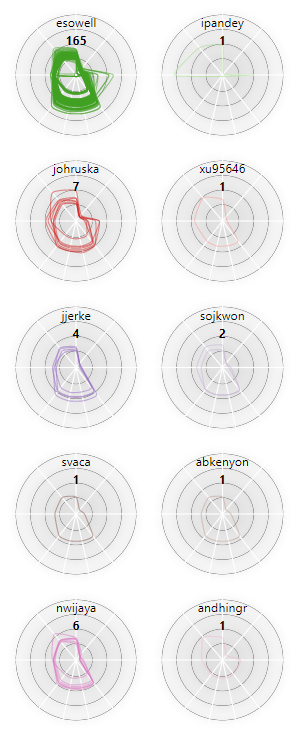 esowell
165
ipandey
1
johruska
7
xu95646
1
jjerke
4
sojkwon
2
svaca
1
abkenyon
1
nwijaya
6
andhingr
1